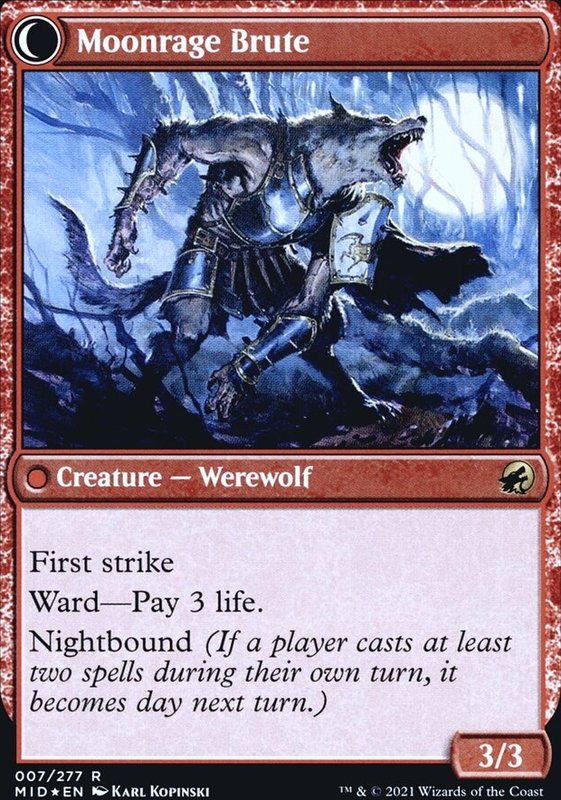 Moonrage Brute
Creature — Werewolf
First strike
Ward—Pay 3 life.
Nightbound (If a player casts at least
two spells during their own turn, it
becomes day next turn.)
3/3
007/277 R
MID★EN Karl Kopinski
™ & © 2021 Wizards of the Coast